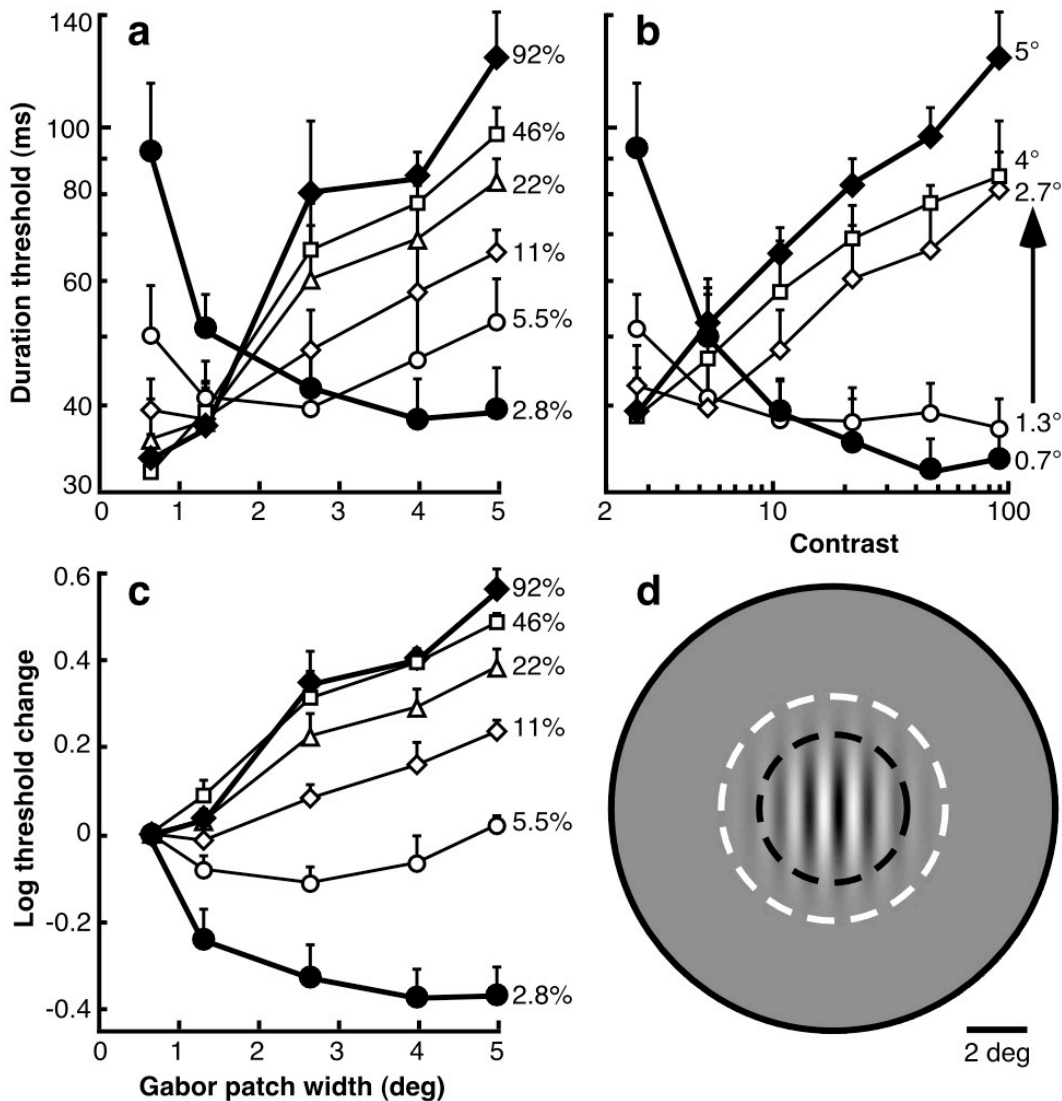 a
Duration threshold (ms)
140
100
80
60
40
30
0 1 2 3 4 5
92%
46%
22%
11%
5.5%
2.8%
b
5°
4°
2.7°
1.3°
0.7°
2 10 100
Contrast
c
Log threshold change
0.6
0.4
0.2
0
-0.2
-0.4
0 1 2 3 4 5
92%
46%
22%
11%
5.5%
2.8%
Gabor patch width (deg)
d
2 deg